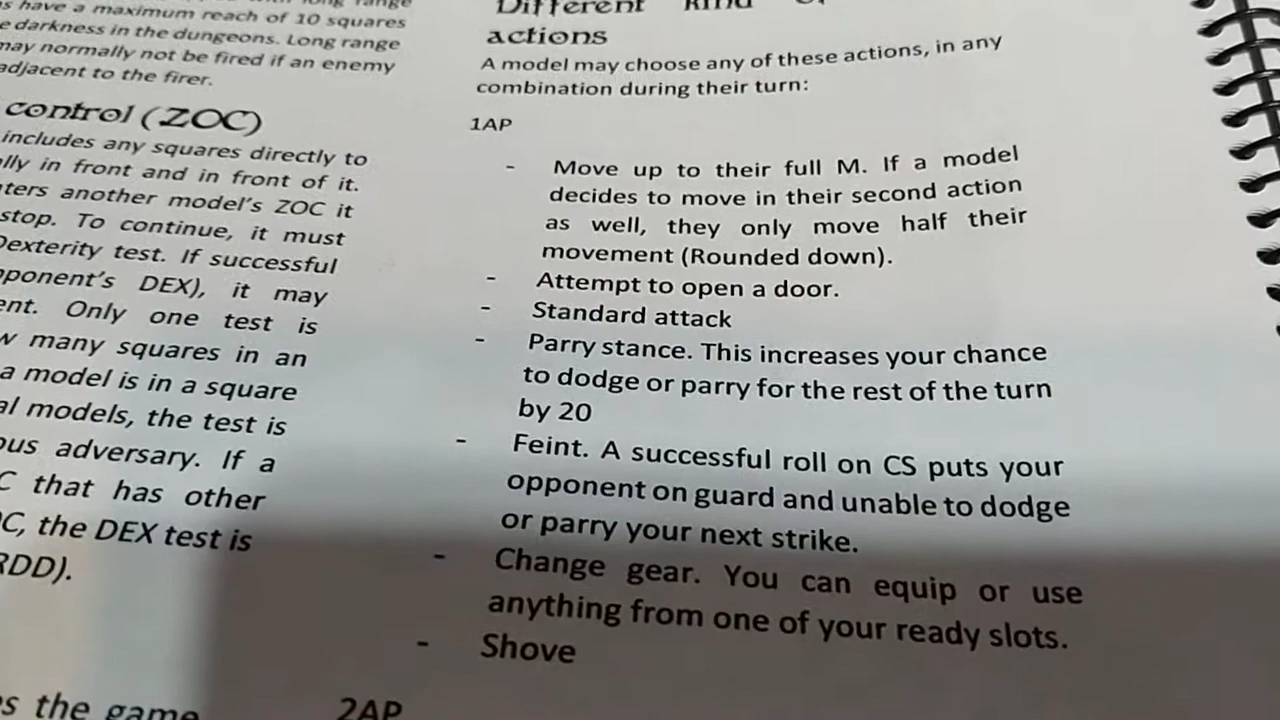 s have a maximum reach of 10 squares
e darkness in the dungeons. Long range
may normally not be fired if an enemy
adjacent to the firer.
control (ZOC)
includes any squares directly to
lly in front and in front of it.
ters another model's ZOC it
stop. To continue, it must
Dexterity test. If successful
pponent's DEX), it may
ent. Only one test is
w many squares in an
a model is in a square
al models, the test is
ous adversary. If a
C that has other
OC, the DEX test is
RDD).
s the game
Different kind
actions
A model may choose any of these actions, in any
combination during their turn:
1AP
- Move up to their full M. If a model
decides to move in their second action
as well, they only move half their
movement (Rounded down).
- Attempt to open a door.
- Standard attack
- Parry stance. This increases your chance
to dodge or parry for the rest of the turn
by 20
- Feint. A successful roll on CS puts your
opponent on guard and unable to dodge
or parry your next strike.
- Change gear. You can equip or use
anything from one of your ready slots.
- Shove
2AP